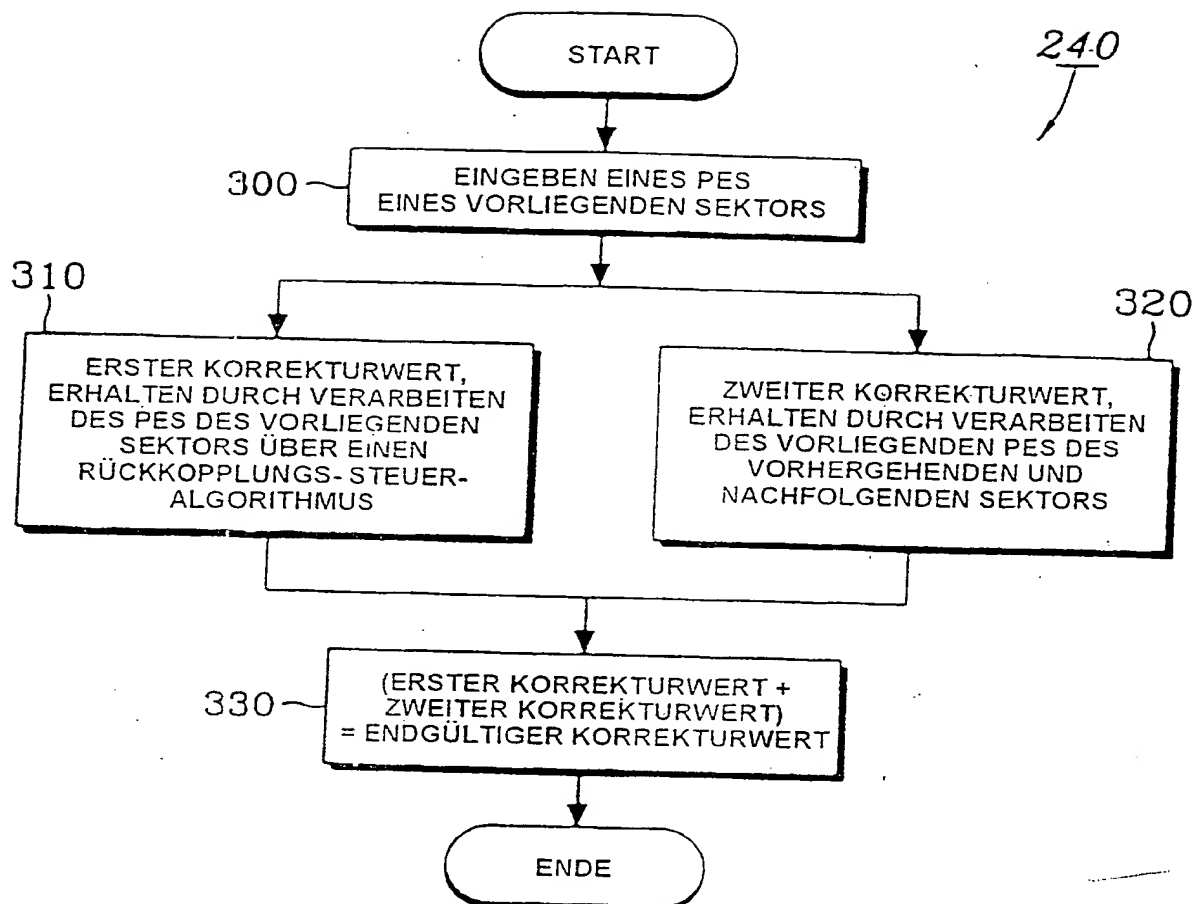 START
240
300
EINGEBEN EINES PES
EINES VORLIEGENDEN SEKTORS
310
ERSTER KORREKTURWERT,
ERHALTEN DURCH VERARBEITEN
DES PES DES VORLIEGENDEN
SEKTORS ÜBER EINEN
RÜCKKOPPLUNGS-STEUER-
ALGORITHMUS
320
ZWEITER KORREKTURWERT,
ERHALTEN DURCH VERARBEITEN
DES VORLIEGENDEN PES DES
VORHERGEHENDEN UND
NACHFOLGENDEN SEKTORS
330
(ERSTER KORREKTURWERT +
ZWEITER KORREKTURWERT)
= ENDGÜLTIGER KORREKTURWERT
ENDE